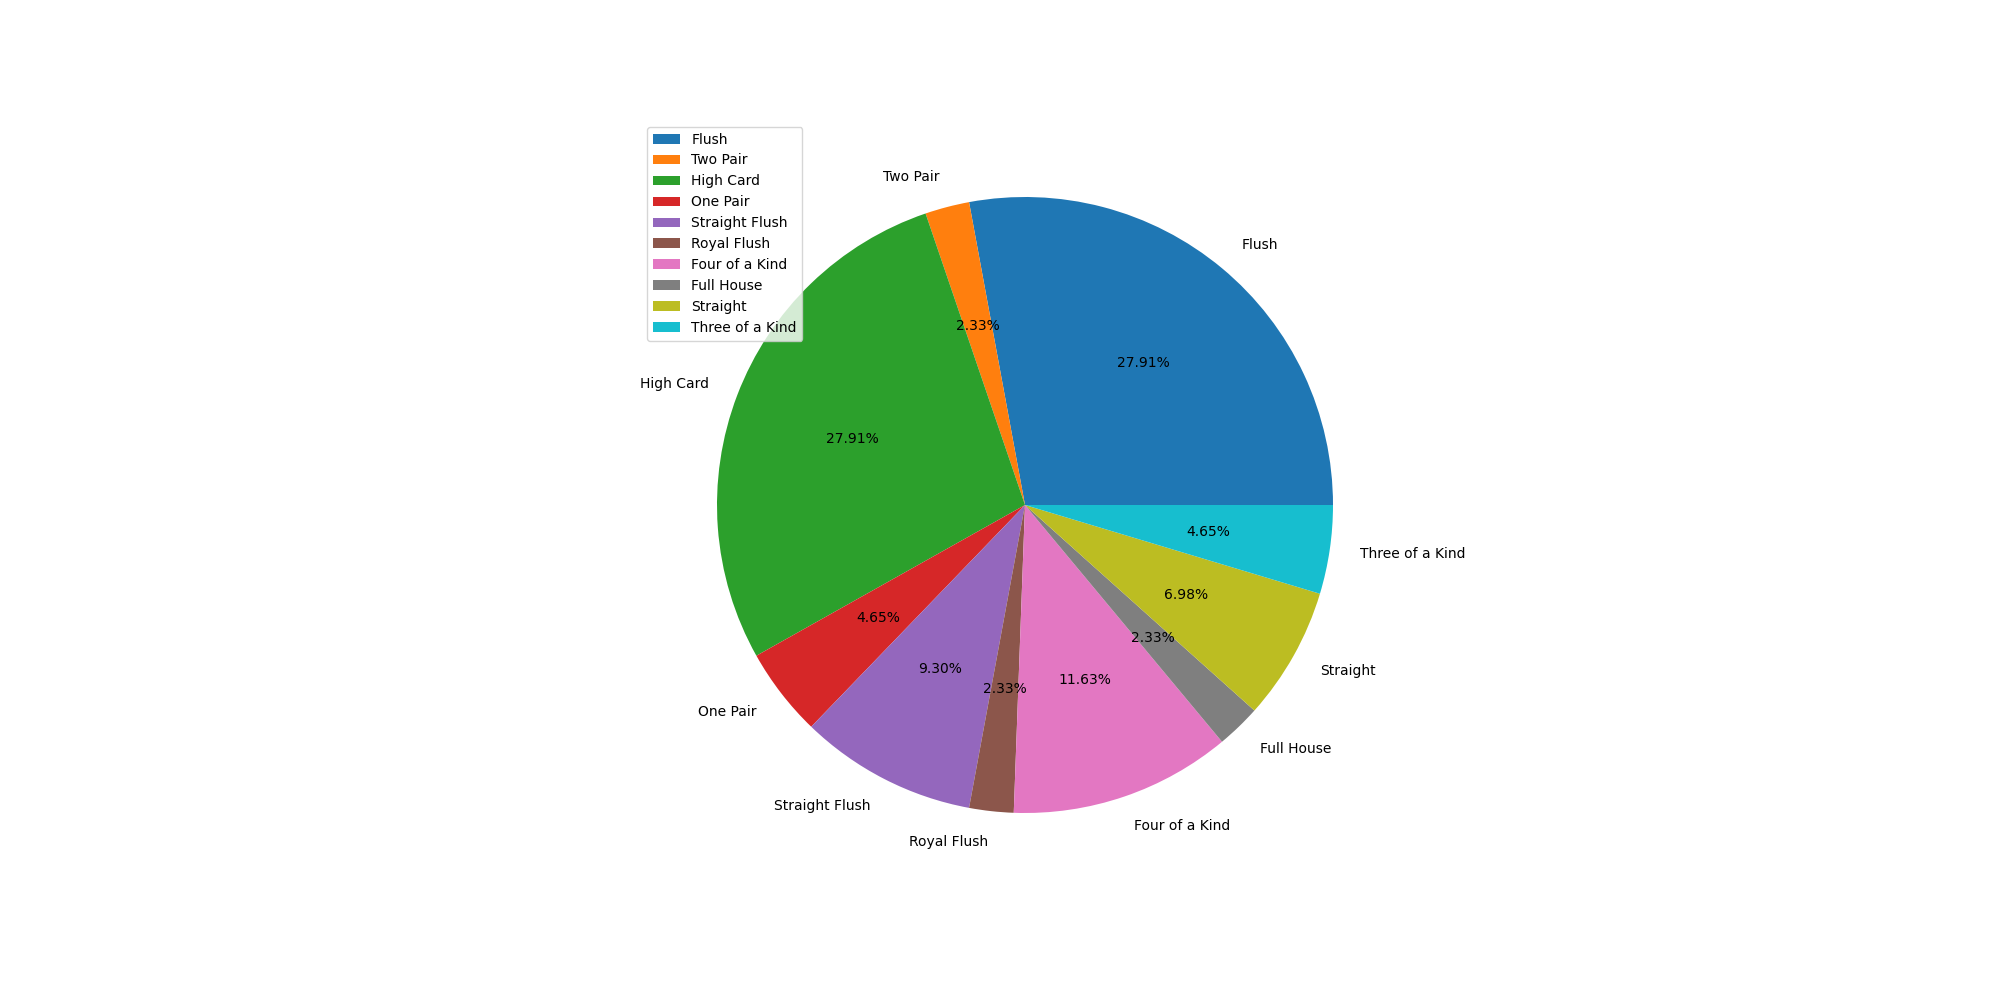 Flush
Two Pair
High Card
One Pair
Straight Flush
Royal Flush
Four of a Kind
Full House
Straight
Three of a Kind
Two Pair
Flush
2.33%
27.91%
High Card
27.91%
4.65%
Three of a Kind
6.98%
4.65%
2.33%
9.30%
Straight
11.63%
2.33%
One Pair
Full House
Straight Flush
Four of a Kind
Royal Flush